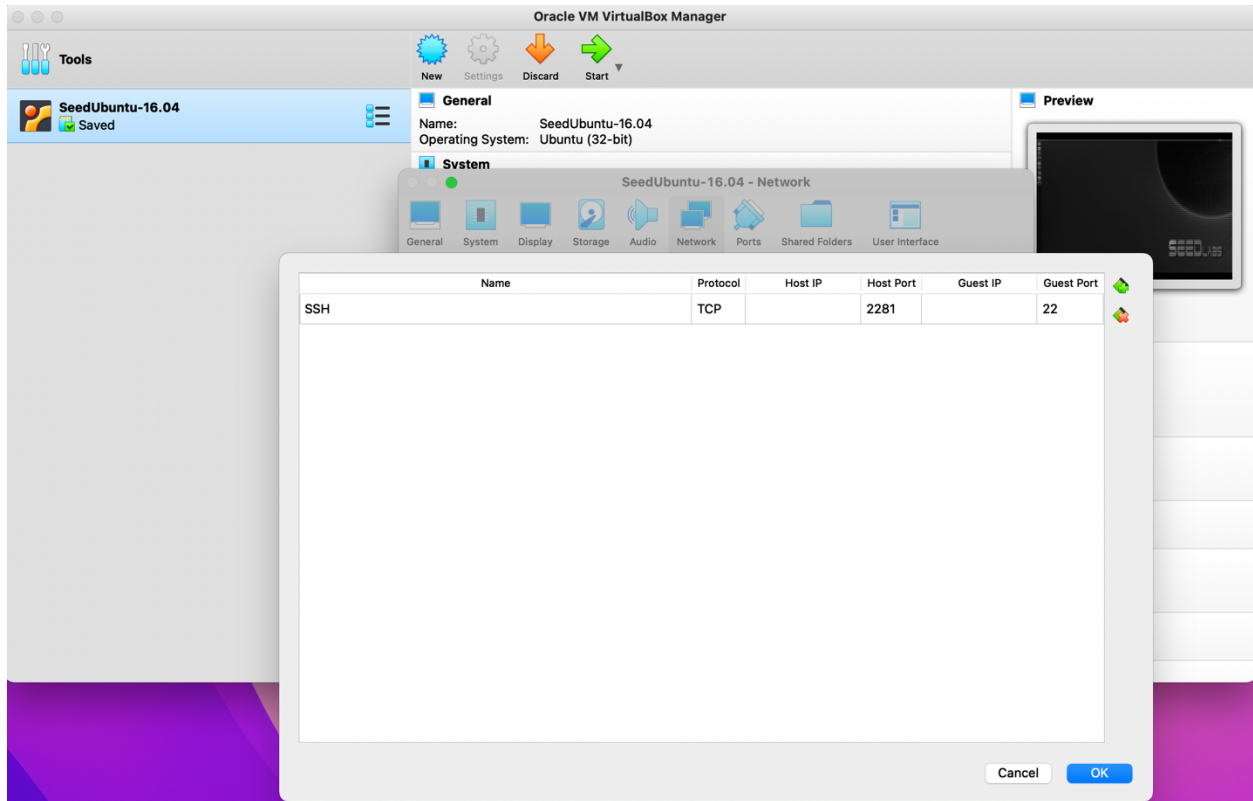 Oracle VM VirtualBox Manager
Tools
New Settings Discard Start
SeedUbuntu-16.04
Saved
General
Name: SeedUbuntu-16.04
Operating System: Ubuntu (32-bit)
System
Preview
SEEDLABS
SeedUbuntu-16.04 - Network
General System Display Storage Audio Network Ports Shared Folders User Interface
Name Protocol Host IP Host Port Guest IP Guest Port
SSH TCP 2281 22
Cancel OK